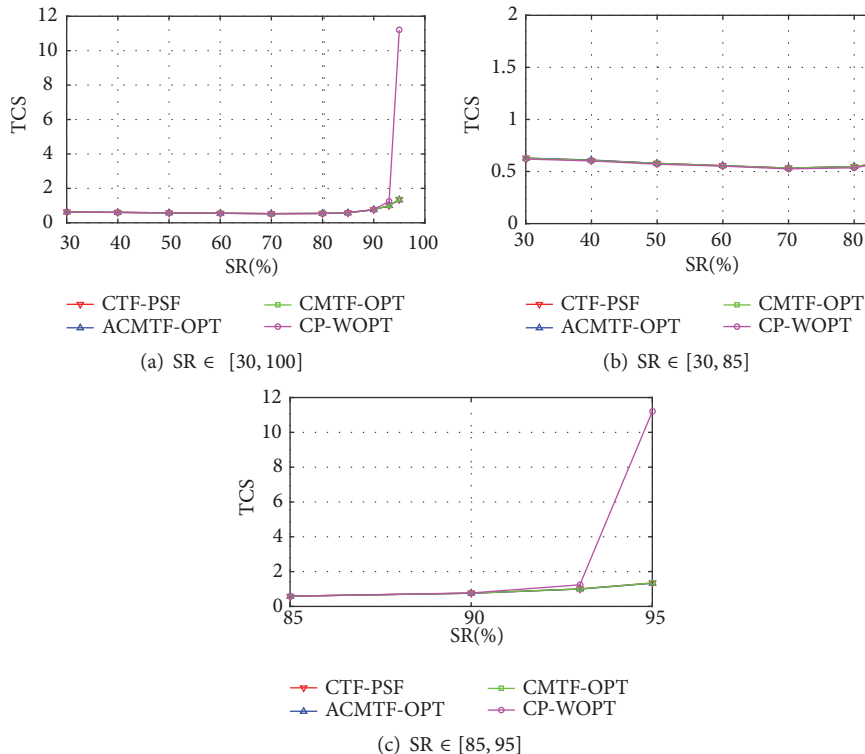 12
10
8
6
4
2
0
TCS
30 40 50 60 70 80 90 100
SR(%)
CTF-PSF CMTF-OPT
ACMTF-OPT CP-WOPT
(a) SR ∈ [30, 100]
2
1.5
1
0.5
0
TCS
30 40 50 60 70 80
SR(%)
CTF-PSF CMTF-OPT
ACMTF-OPT CP-WOPT
(b) SR ∈ [30, 85]
12
10
8
6
4
2
0
TCS
85 90 95
SR(%)
CTF-PSF CMTF-OPT
ACMTF-OPT CP-WOPT
(c) SR ∈ [85, 95]